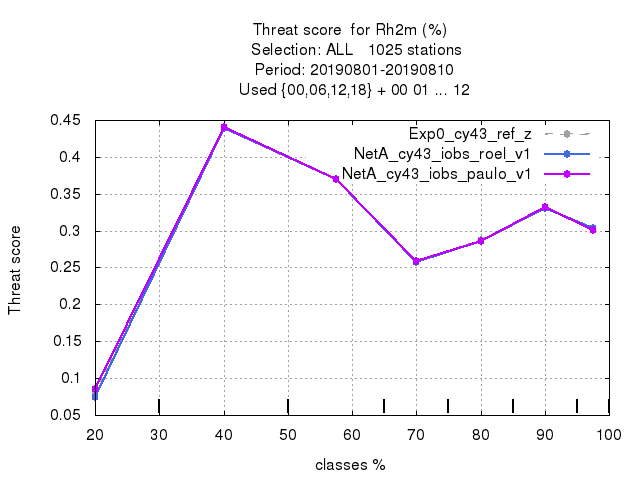 Threat score for Rh2m (%)
Selection: ALL 1025 stations
Period: 20190801-20190810
Used {00,06,12,18} + 00 01 ... 12
Exp0_cy43_ref_z
NetA_cy43_iobs_roel_v1
NetA_cy43_iobs_paulo_v1
Threat score
0.45
0.4
0.35
0.3
0.25
0.2
0.15
0.1
0.05
20 30 40 50 60 70 80 90 100
classes %